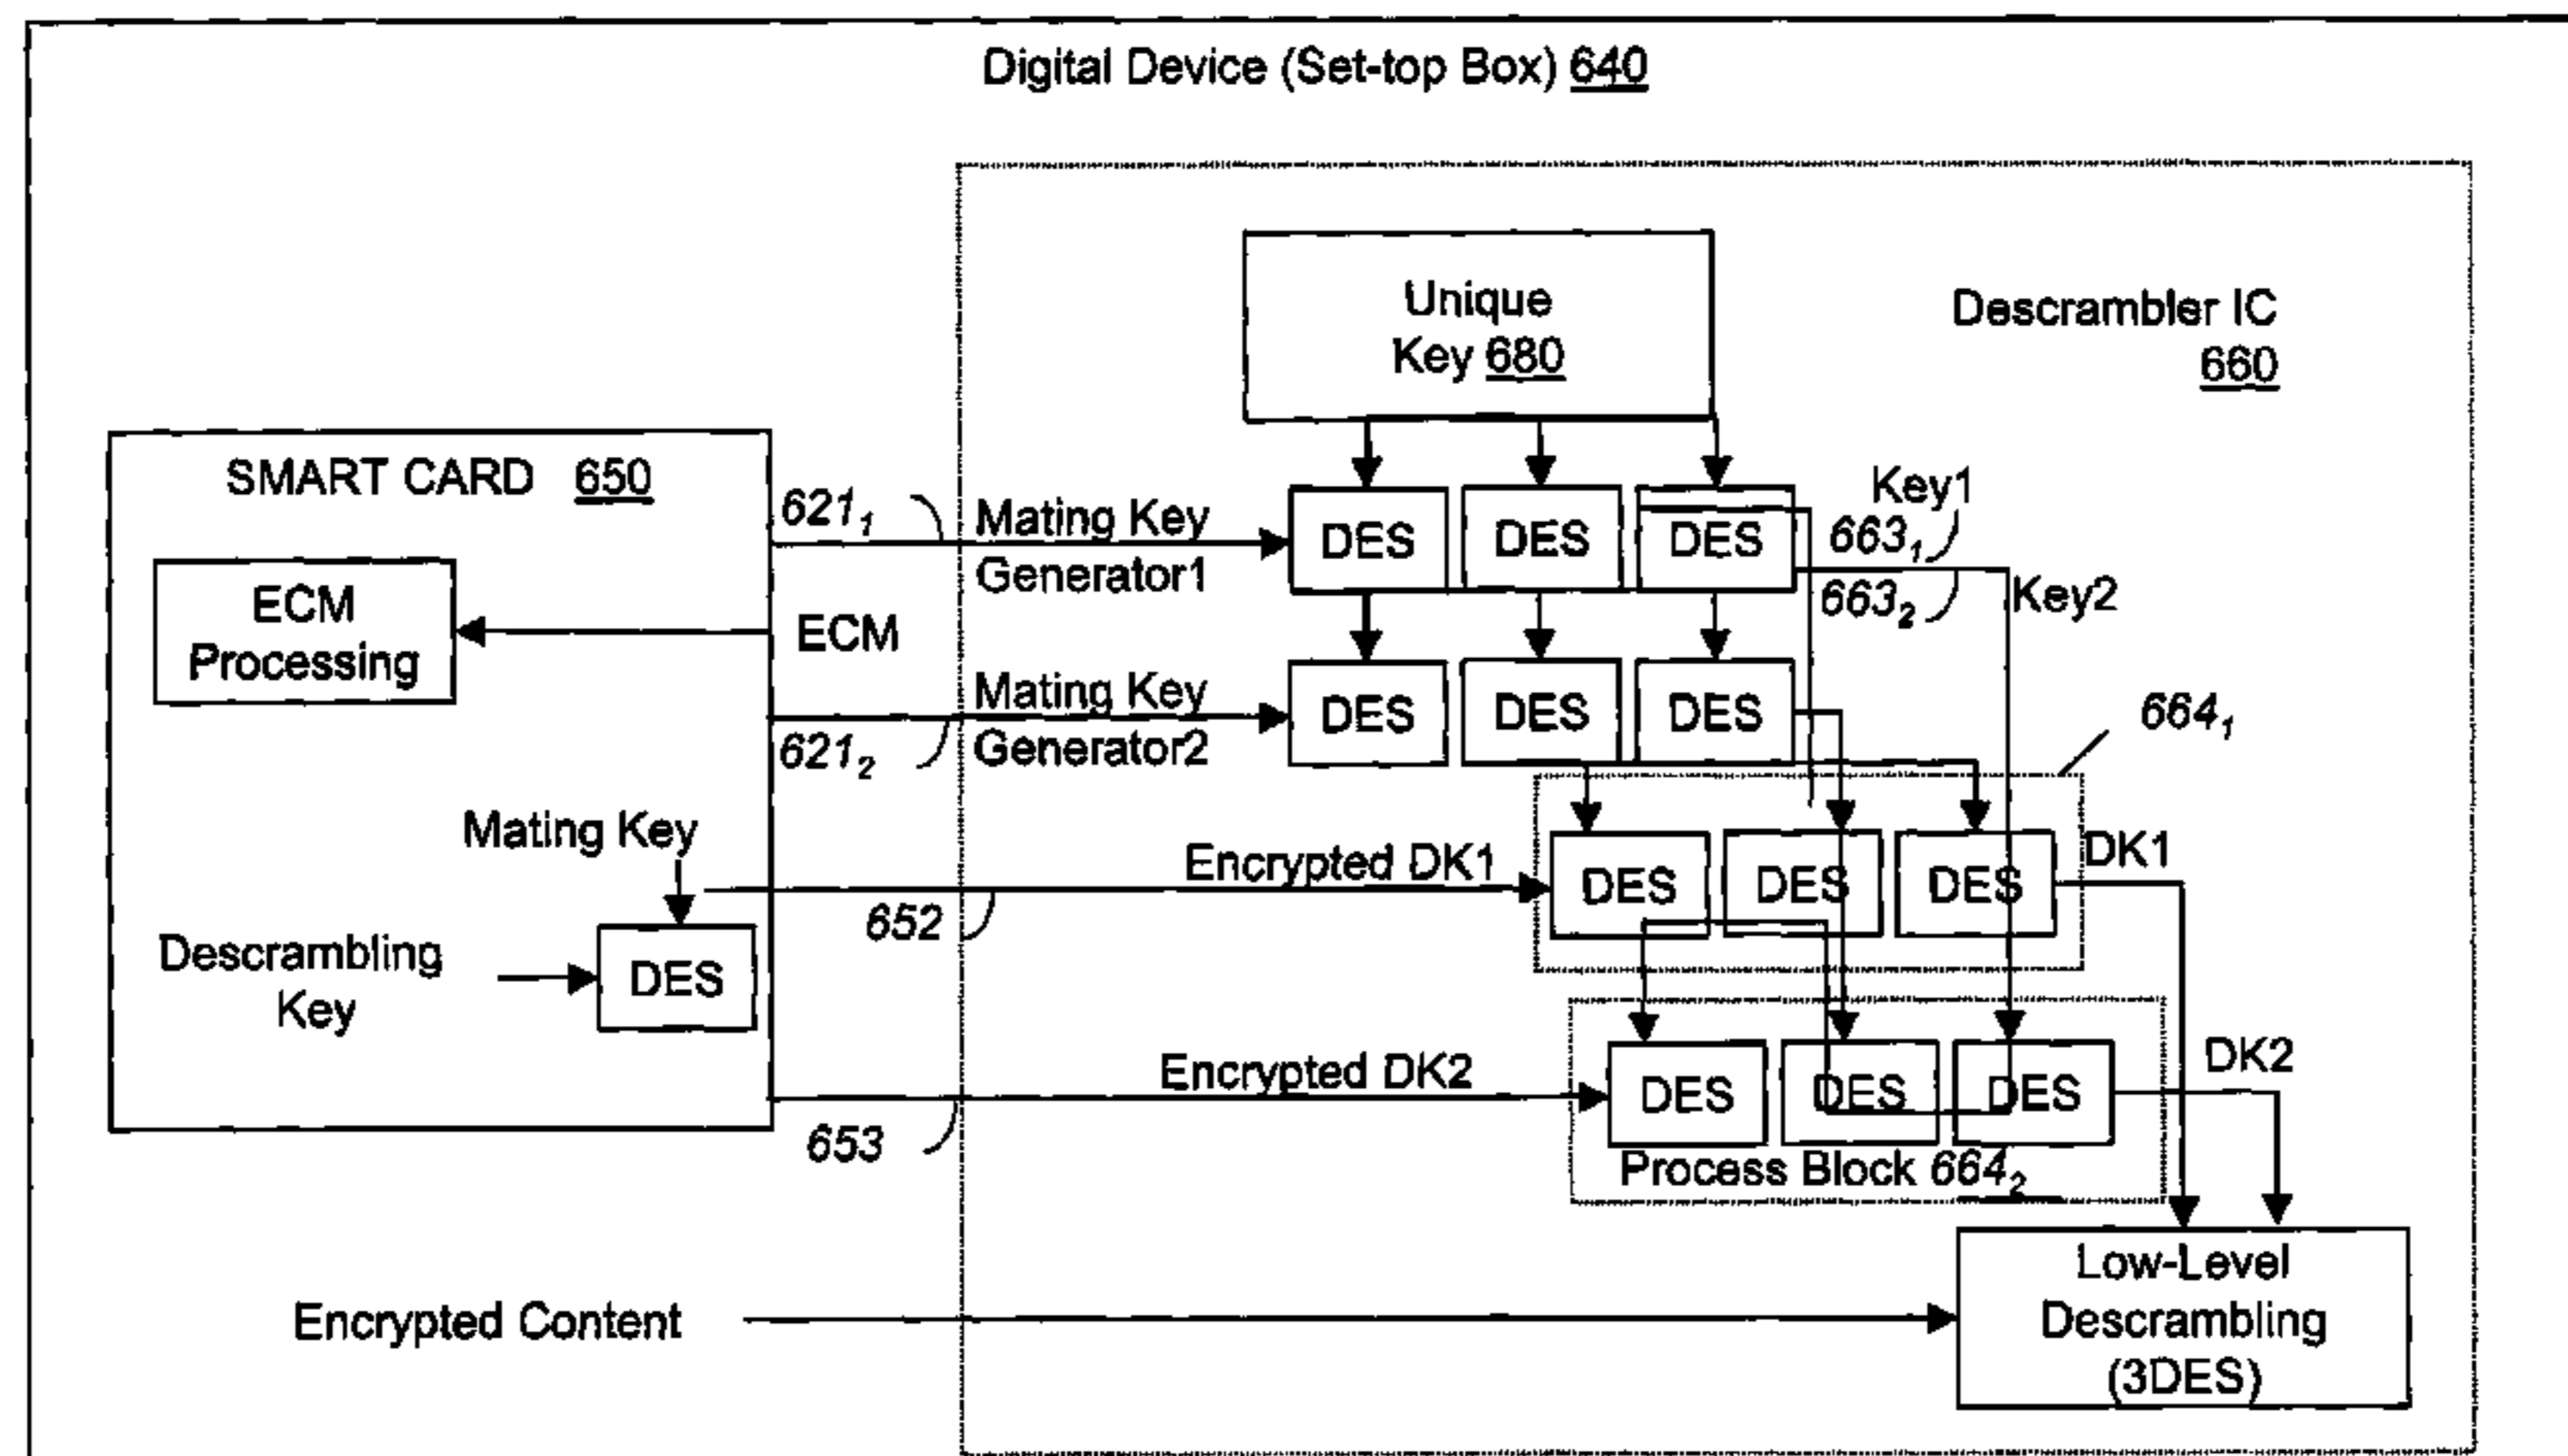 Digital Device (Set-top Box) 640
Unique
Key 680
Descrambler IC
660
SMART CARD 650
ECM
Processing
621₁
Mating Key
Generator1
ECM
621₂
Mating Key
Generator2
DES DES DES
Key1
663₁
663₂
Key2
DES DES DES
664₁
Mating Key
Descrambling
Key
DES
Encrypted DK1
652
DES DES DES
DK1
Encrypted DK2
653
DES DES DES
DK2
Process Block 664₂
Encrypted Content
Low-Level
Descrambling
(3DES)